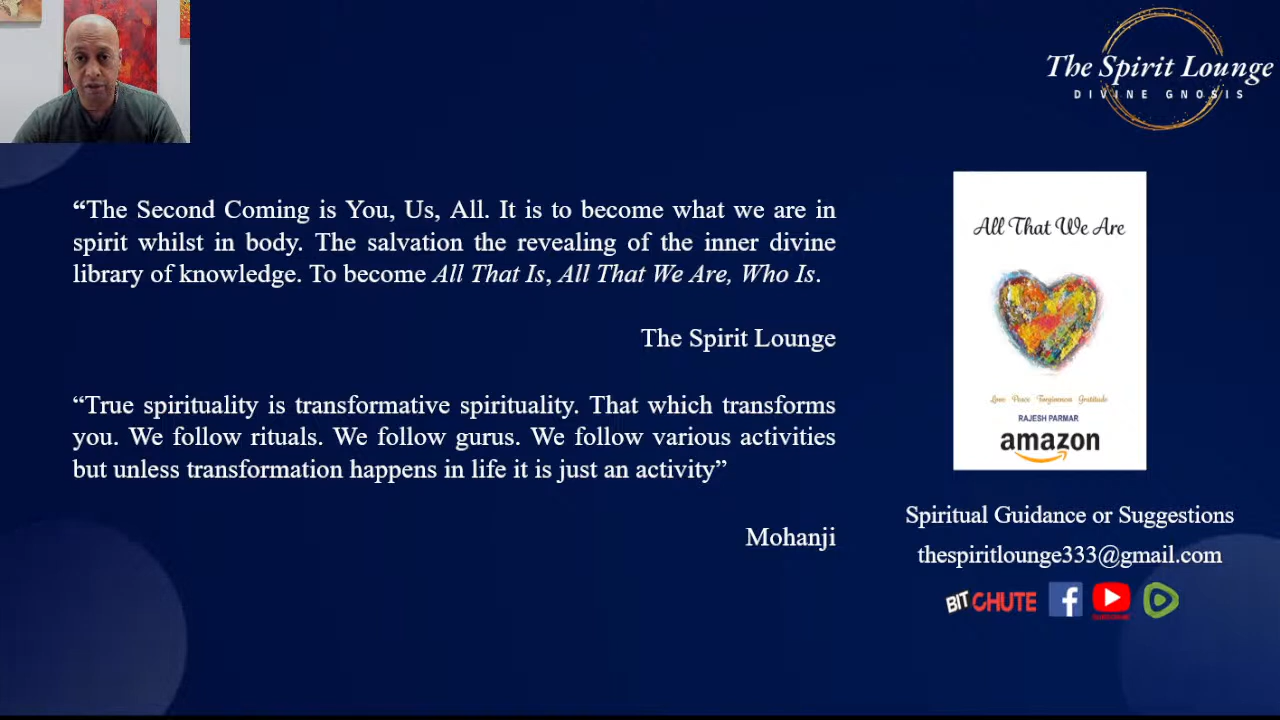 The Spirit Lounge
DIVINE GNOSIS
“The Second Coming is You, Us, All. It is to become what we are in
spirit whilst in body. The salvation the revealing of the inner divine
library of knowledge. To become All That Is, All That We Are, Who Is.
The Spirit Lounge
“True spirituality is transformative spirituality. That which transforms
you. We follow rituals. We follow gurus. We follow various activities
but unless transformation happens in life it is just an activity”
Mohanji
All That We Are
Love Peace Forgiveness Gratitude
RAJESH PARMAR
amazon
Spiritual Guidance or Suggestions
thespiritlounge333@gmail.com
BIT CHUTE